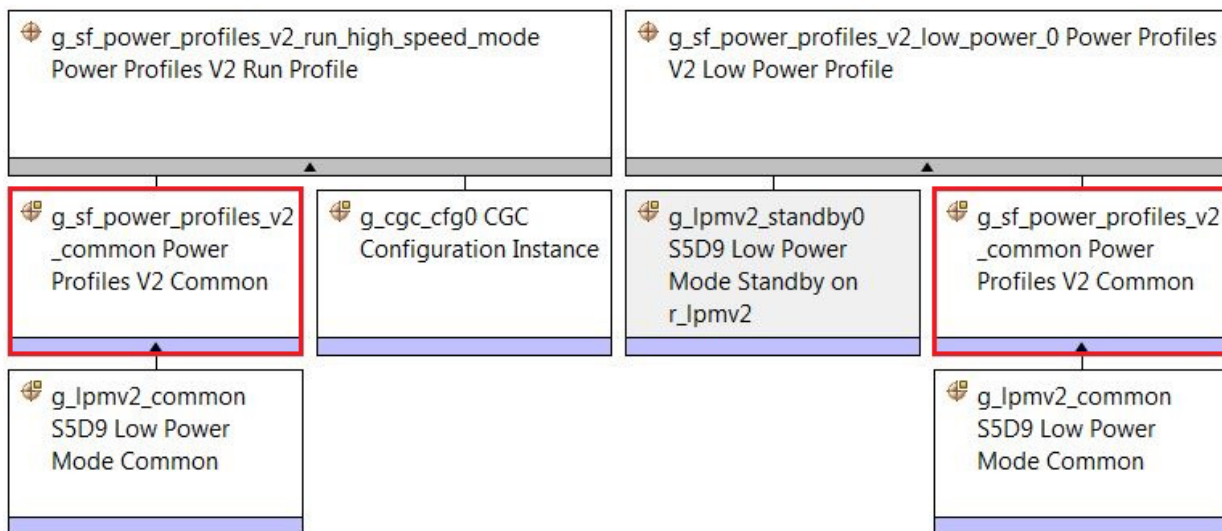 g_sf_power_profiles_v2_run_high_speed_mode
Power Profiles V2 Run Profile
g_sf_power_profiles_v2_low_power_0 Power Profiles
V2 Low Power Profile
g_sf_power_profiles_v2
_common Power
Profiles V2 Common
g_cgc_cfg0 CGC
Configuration Instance
g_lpmv2_standby0
S5D9 Low Power
Mode Standby on
r_lpmv2
g_sf_power_profiles_v2
_common Power
Profiles V2 Common
g_lpmv2_common
S5D9 Low Power
Mode Common
g_lpmv2_common
S5D9 Low Power
Mode Common